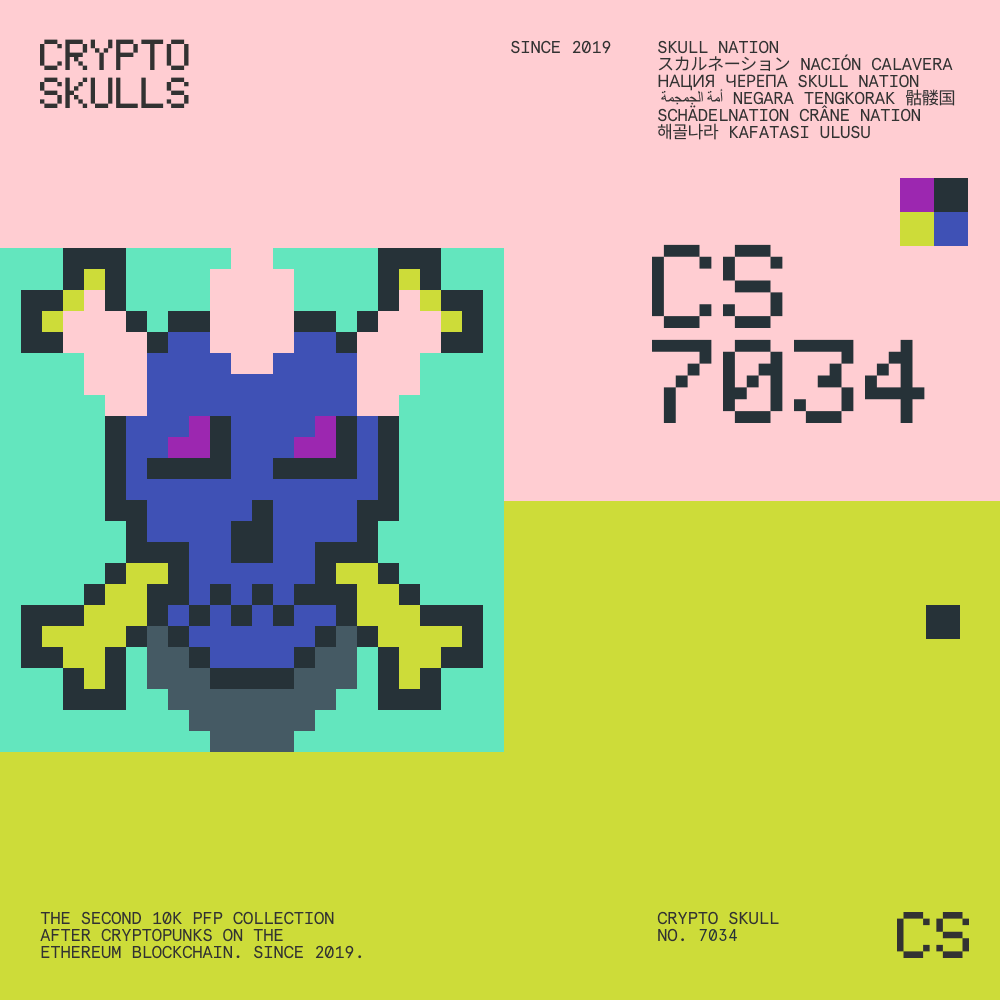 CRYPTO
SKULLS
SINCE 2019
SKULL NATION
スカルネーション NACIÓN CALAVERA
НАЦИЯ ЧЕРЕПА SKULL NATION
أمة الجمجمة NEGARA TENGKORAK 骷髅国
SCHÄDELNATION CRÂNE NATION
해골나라 KAFATASI ULUSU
CS
7034
THE SECOND 10K PFP COLLECTION
AFTER CRYPTOPUNKS ON THE
ETHEREUM BLOCKCHAIN. SINCE 2019.
CRYPTO SKULL
NO. 7034
CS